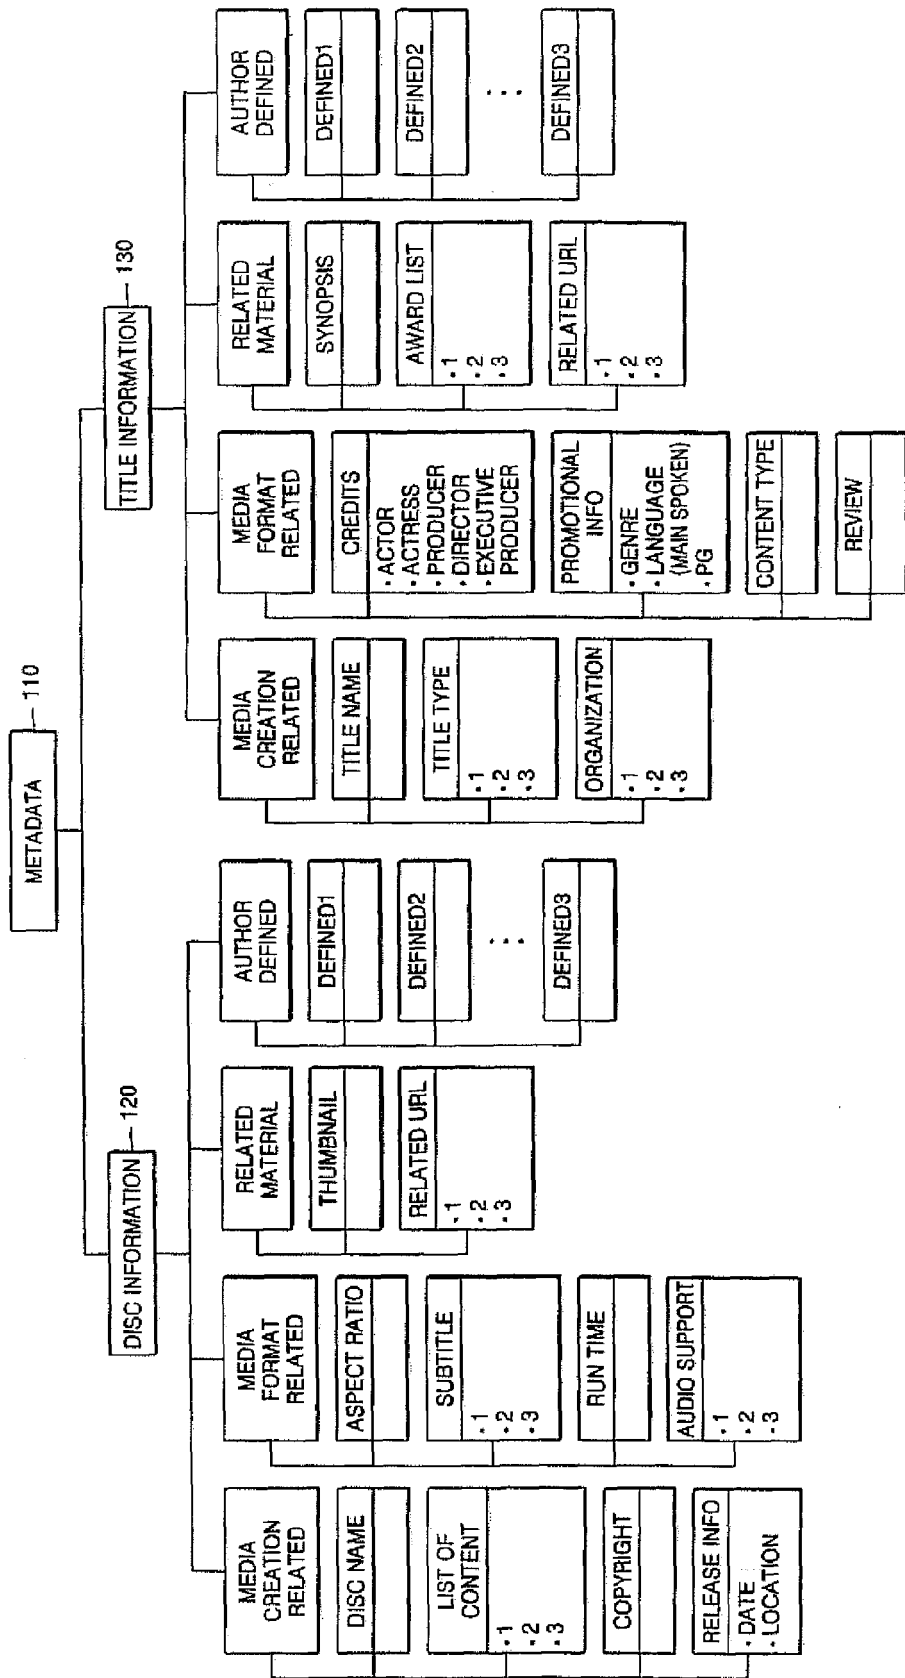 METADATA
110
DISC INFORMATION
120
MEDIA
CREATION
RELATED
DISC NAME
LIST OF
CONTENT
• 1
• 2
• 3
COPYRIGHT
RELEASE INFO
• DATE
• LOCATION
MEDIA
FORMAT
RELATED
ASPECT RATIO
SUBTITLE
• 1
• 2
• 3
RUN TIME
AUDIO SUPPORT
• 1
• 2
• 3
RELATED
MATERIAL
THUMBNAIL
RELATED URL
• 1
• 2
• 3
AUTHOR
DEFINED
DEFINED1
DEFINED2
...
DEFINED3
TITLE INFORMATION
130
MEDIA
CREATION
RELATED
TITLE NAME
TITLE TYPE
• 1
• 2
• 3
ORGANIZATION
• 1
• 2
• 3
MEDIA
FORMAT
RELATED
CREDITS
• ACTOR
• ACTRESS
• PRODUCER
• DIRECTOR
• EXECUTIVE
PRODUCER
PROMOTIONAL
INFO
• GENRE
• LANGUAGE
(MAIN SPOKEN)
• PG
CONTENT TYPE
REVIEW
RELATED
MATERIAL
SYNOPSIS
AWARD LIST
• 1
• 2
• 3
RELATED URL
• 1
• 2
• 3
AUTHOR
DEFINED
DEFINED1
DEFINED2
...
DEFINED3